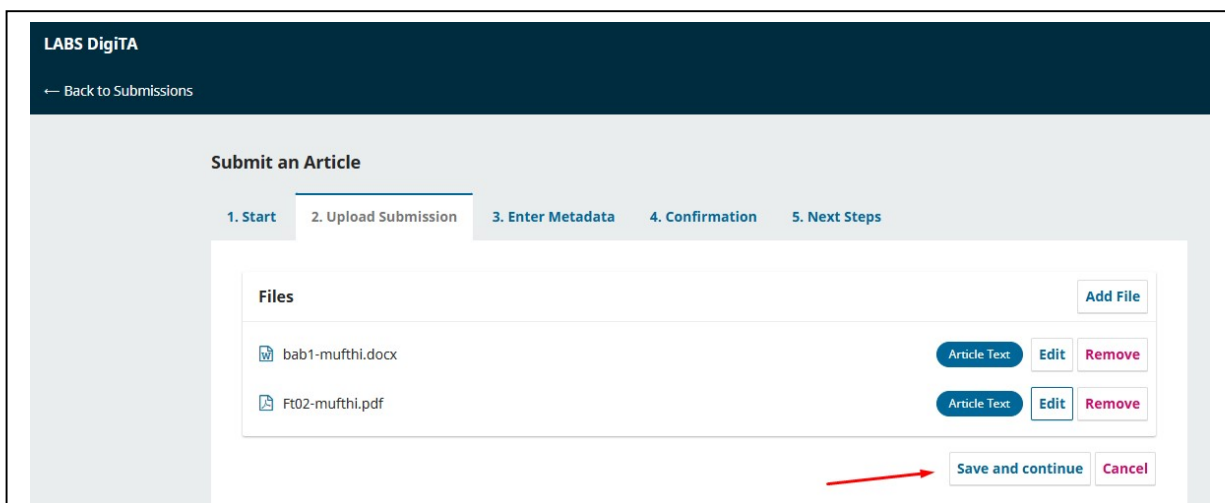 LABS DigiTA
← Back to Submissions
Submit an Article
1. Start 2. Upload Submission 3. Enter Metadata 4. Confirmation 5. Next Steps
Files Add File
bab1-mufthi.docx Article Text Edit Remove
Ft02-mufthi.pdf Article Text Edit Remove
Save and continue Cancel